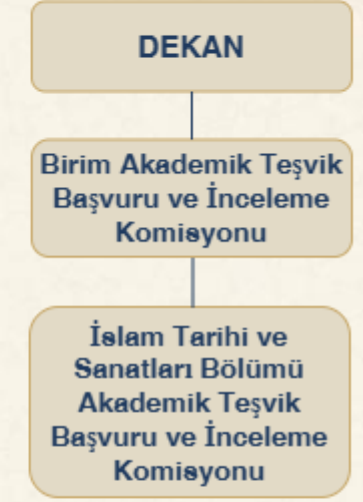 DEKAN
Birim Akademik Teşvik
Başvuru ve İnceleme
Komisyonu
İslam Tarihi ve
Sanatları Bölümü
Akademik Teşvik
Başvuru ve İnceleme
Komisyonu